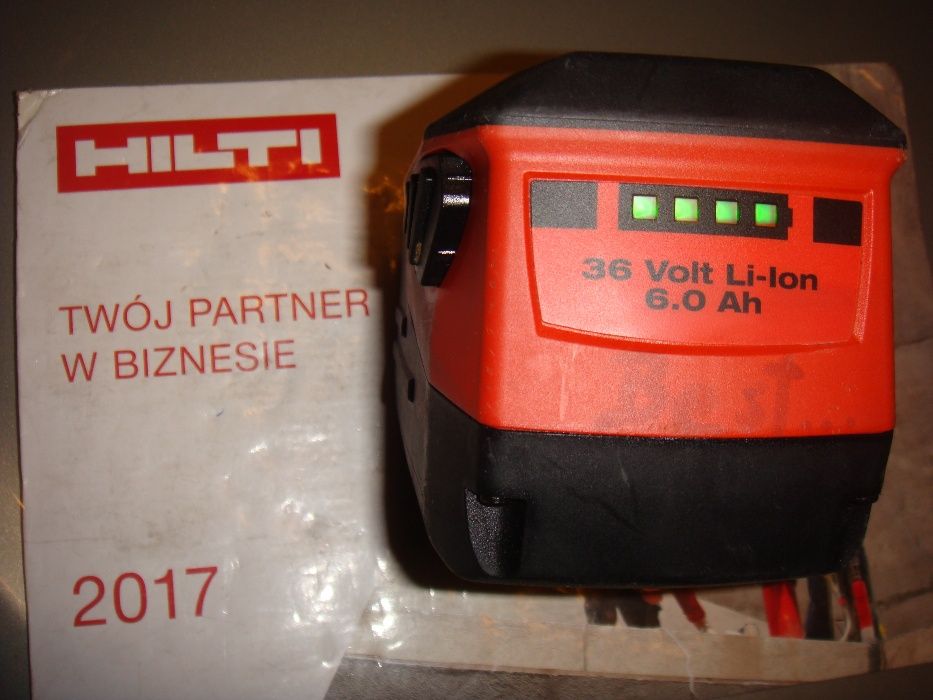 HILTI
TWÓJ PARTNER
W BIZNESIE
2017
36 Volt Li-Ion
6.0 Ah